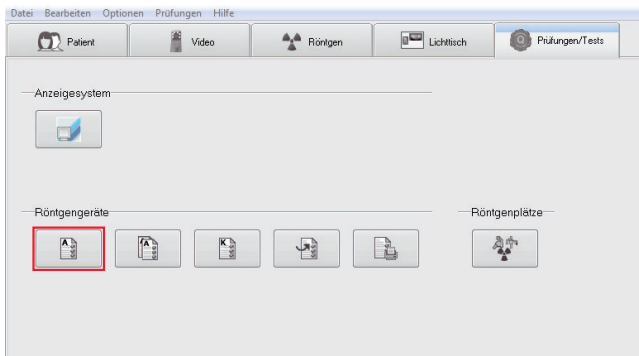 Datei Bearbeiten Optionen Prüfungen Hilfe
Patient Video Röntgen Lichttisch Prüfungen/Tests
Anzeigesystem
Röntgengeräte Röntgenplätze
A A K